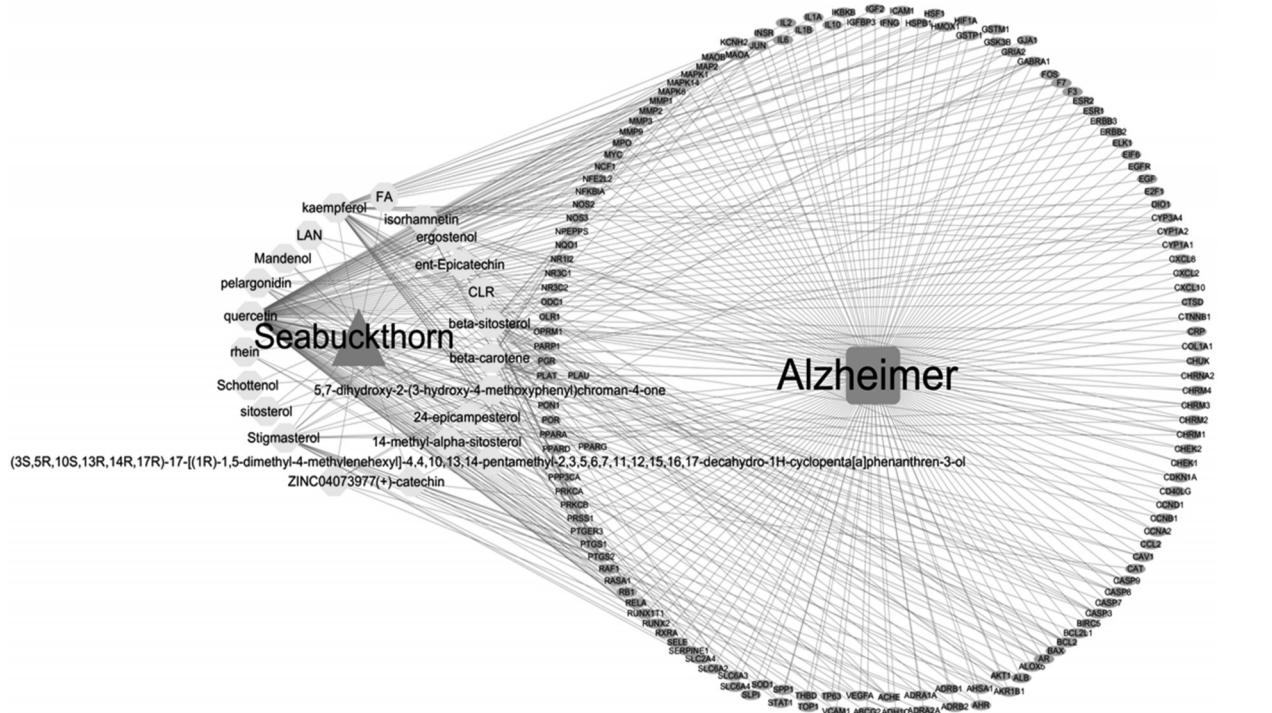 Seabuckthorn
Alzheimer
FA
kaempferol
isorhamnetin
LAN
ergostenol
Mandenol
ent-Epicatechin
pelargonidin
CLR
quercetin
beta-sitosterol
rhein
beta-carotene
Schottenol
5,7-dihydroxy-2-(3-hydroxy-4-methoxyphenyl)chroman-4-one
sitosterol
24-epicampesterol
Stigmasterol
14-methyl-alpha-sitosterol
(3S,5R,10S,13R,14R,17R)-17-[(1R)-1,5-dimethyl-4-methylenehexyl]-4,4,10,13,14-pentamethyl-2,3,5,6,7,11,12,15,16,17-decahydro-1H-cyclopenta[a]phenanthren-3-ol
ZINC04073977(+)-catechin
IGF2
ICAM1
HSF1
HIF1A
GSTM1
GJA1
IGFBP3
IFNG
HSPB1
HMOX1
GSTP1
GSK3B
GRIA2
GABRA1
FOS
F7
F3
ESR2
ESR1
ERBB3
ERBB2
ELK1
EIF6
EGFR
EGF
E2F1
DIO1
CYP3A4
CYP1A2
CYP1A1
CXCL8
CXCL2
CXCL10
CTSD
CTNNB1
CRP
COL1A1
CHUK
CHRNA2
CHRM4
CHRM3
CHRM2
CHRM1
CHEK2
CHEK1
CDKN1A
CD40LG
CCND1
CCNB1
CCNA2
CCL2
CAV1
CAT
CASP9
CASP8
CASP7
CASP3
BIRC5
BCL2L1
BCL2
BAX
AR
ALOX5
ALB
AKT1
AKR1B1
AHSA1
AHR
ADRB1
ADRB2
ADRA1A
ADRA2A
ACHE
ADH1C
ABCG2
VEGFA
VCAM1
TP63
TOP1
THBD
STAT1
SPP1
SOD1
SLPI
SLC6A4
SLC6A3
SLC6A2
SLC2A4
SERPINE1
SELE
RXRA
RUNX2
RUNX1T1
RELA
RB1
RASA1
RAF1
PTGS2
PTGS1
PTGER3
PRSS1
PRKCB
PRKCA
PPP3CA
PPARD
PPARG
PPARA
POR
PON1
PLAT
PLAU
PGR
PARP1
OPRM1
OLR1
ODC1
NR3C2
NR3C1
NR1I2
NQO1
NPEPPS
NOS3
NOS2
NFKBIA
NFE2L2
NCF1
MYC
MPO
MMP9
MMP3
MMP2
MMP1
MAPK8
MAPK14
MAPK1
MAP2
MAOB
MAOA
KCNH2
JUN
INSR
IL6
IL2
IL1B
IL1A
IL10
IKBKB